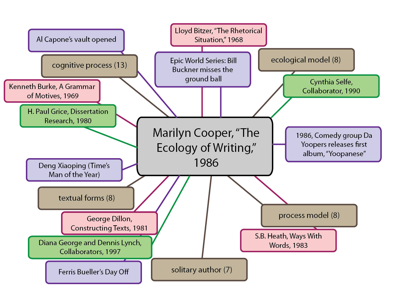 Lloyd Bitzer, "The Rhetorical
Situation," 1968
Al Capone's vault opened
Epic World Series: Bill
Buckner misses the
ground ball
ecological model (8)
cognitive process (13)
Cynthia Selfe,
Collaborator, 1990
Kenneth Burke, A Grammar
of Motives, 1969
H. Paul Grice, Dissertation
Research, 1980
Marilyn Cooper, "The
Ecology of Writing,"
1986
1986, Comedy group Da
Yoopers releases first
album, "Yoopanese"
Deng Xiaoping (Time's
Man of the Year)
textual forms (8)
George Dillon,
Constructing Texts, 1981
process model (8)
S.B. Heath, Ways With
Words, 1983
Diana George and Dennis Lynch,
Collaborators, 1997
Ferris Bueller's Day Off
solitary author (7)